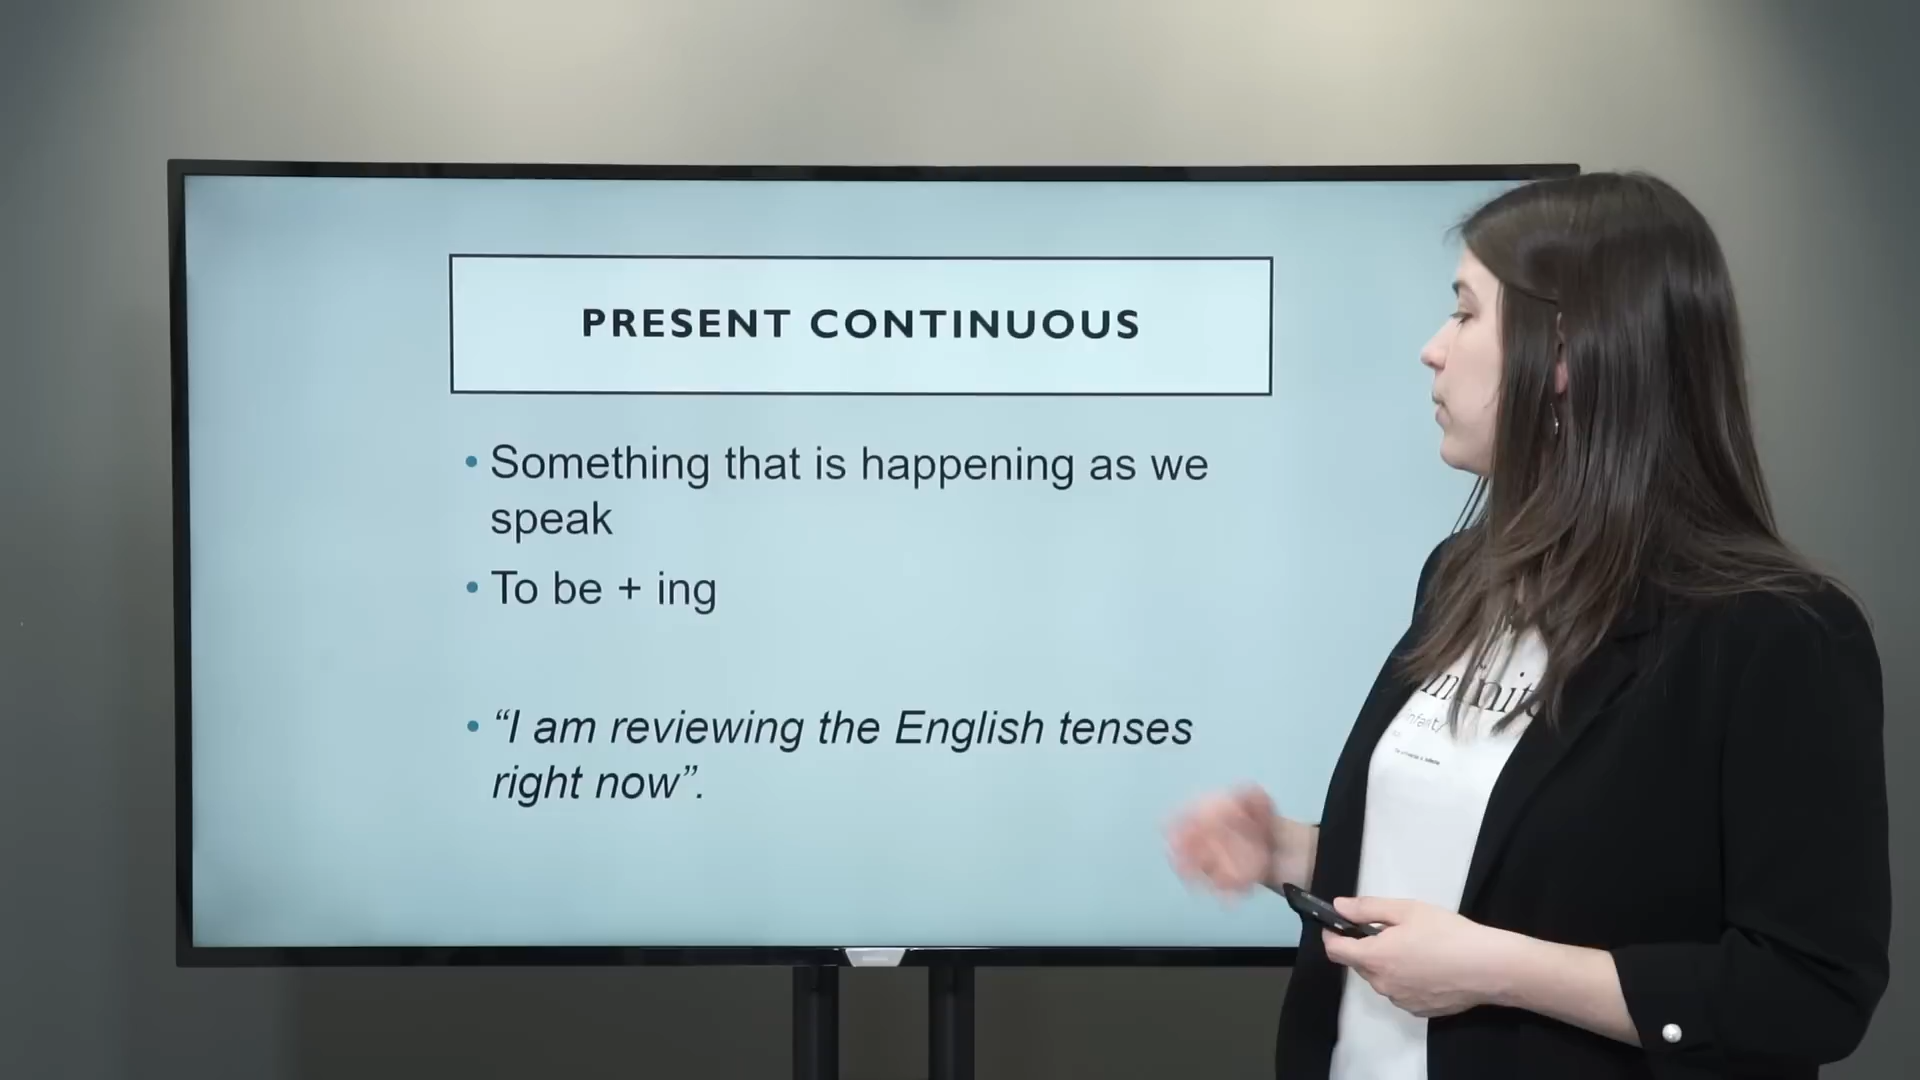 PRESENT CONTINUOUS
• Something that is happening as we
speak
• To be + ing
• “I am reviewing the English tenses
right now”.